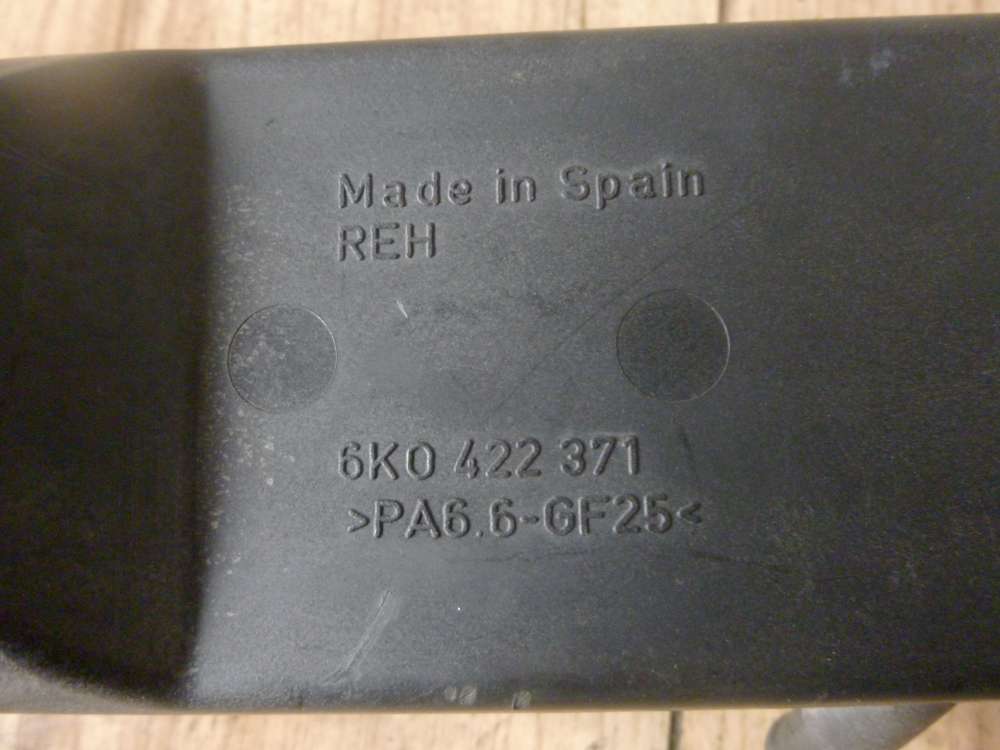 Made in Spain
REH
6K0 422 371
>PA6.6-GF25<